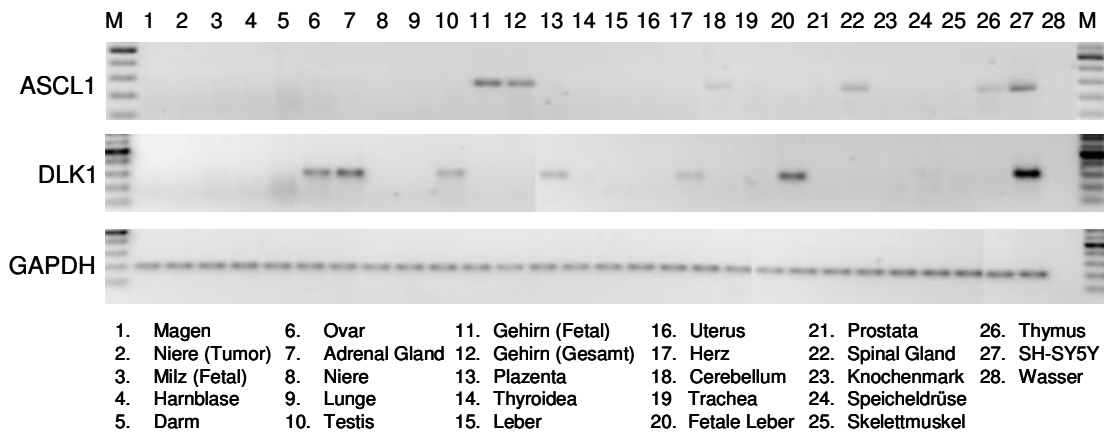 M 1 2 3 4 5 6 7 8 9 10 11 12 13 14 15 16 17 18 19 20 21 22 23 24 25 26 27 28 M
ASCL1
DLK1
GAPDH
1. Magen 6. Ovar 11. Gehirn (Fetal) 16. Uterus 21. Prostata 26. Thymus
2. Niere (Tumor) 7. Adrenal Gland 12. Gehirn (Gesamt) 17. Herz 22. Spinal Gland 27. SH-SY5Y
3. Milz (Fetal) 8. Niere 13. Plazenta 18. Cerebellum 23. Knochenmark 28. Wasser
4. Harnblase 9. Lunge 14. Thyroidea 19 Trachea 24. Speicheldrüse
5. Darm 10. Testis 15. Leber 20. Fetale Leber 25. Skelettmuskel